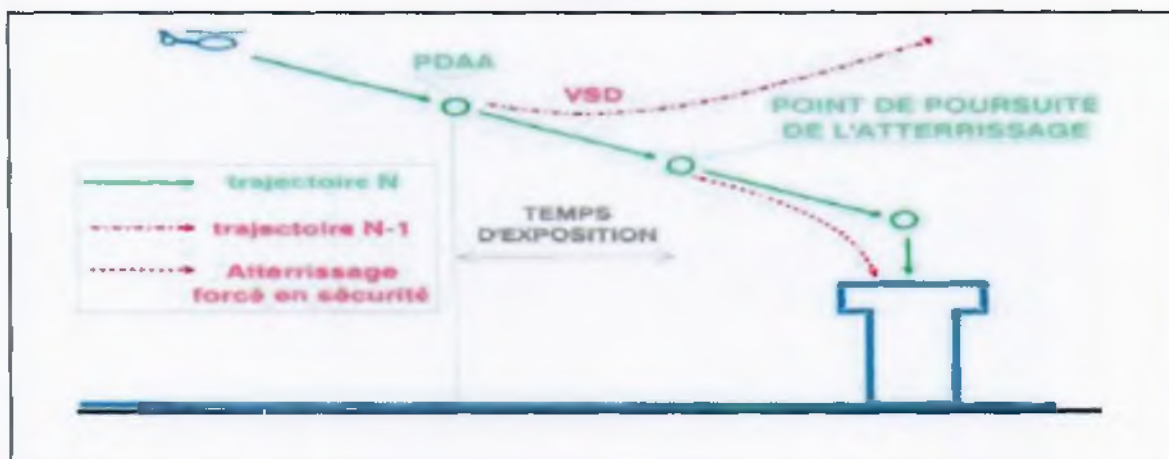 PDAA
VSD
POINT DE POURSUITE
DE L'ATTERRISSAGE
trajectoire N
trajectoire N-1
Atterrissage
forcé en sécurité
TEMPS
D'EXPOSITION